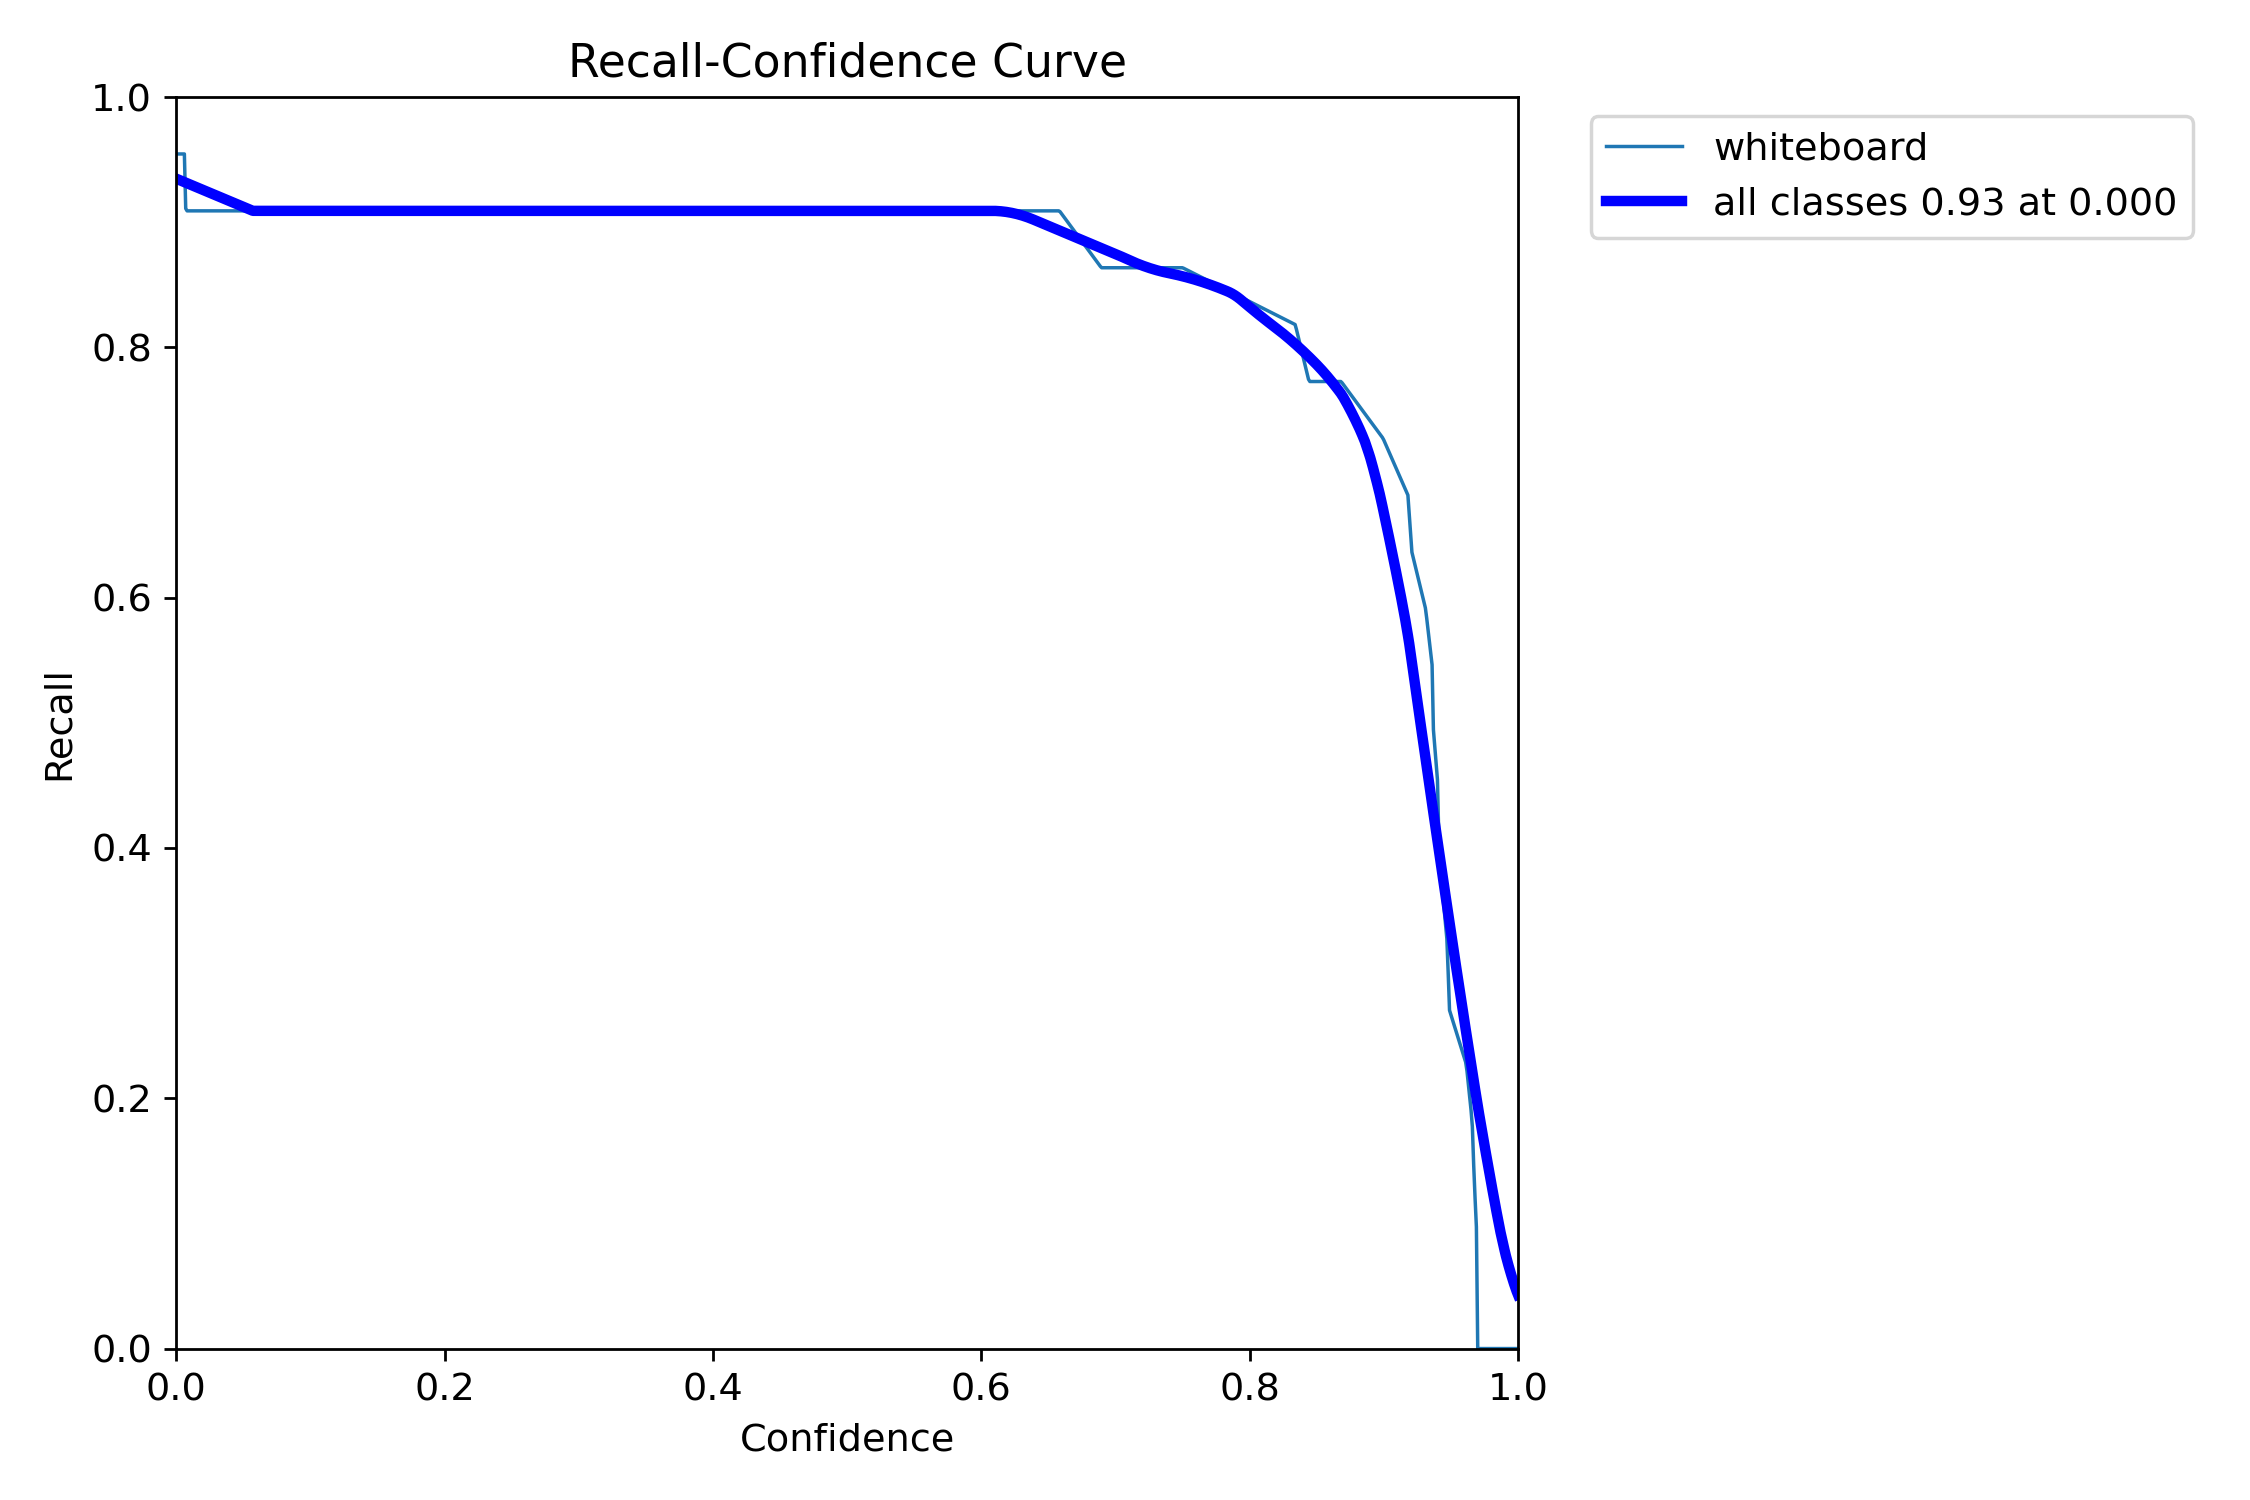 Recall-Confidence Curve
1.0
0.8
0.6
0.4
0.2
0.0
Recall
0.0 0.2 0.4 0.6 0.8 1.0
Confidence
whiteboard
all classes 0.93 at 0.000